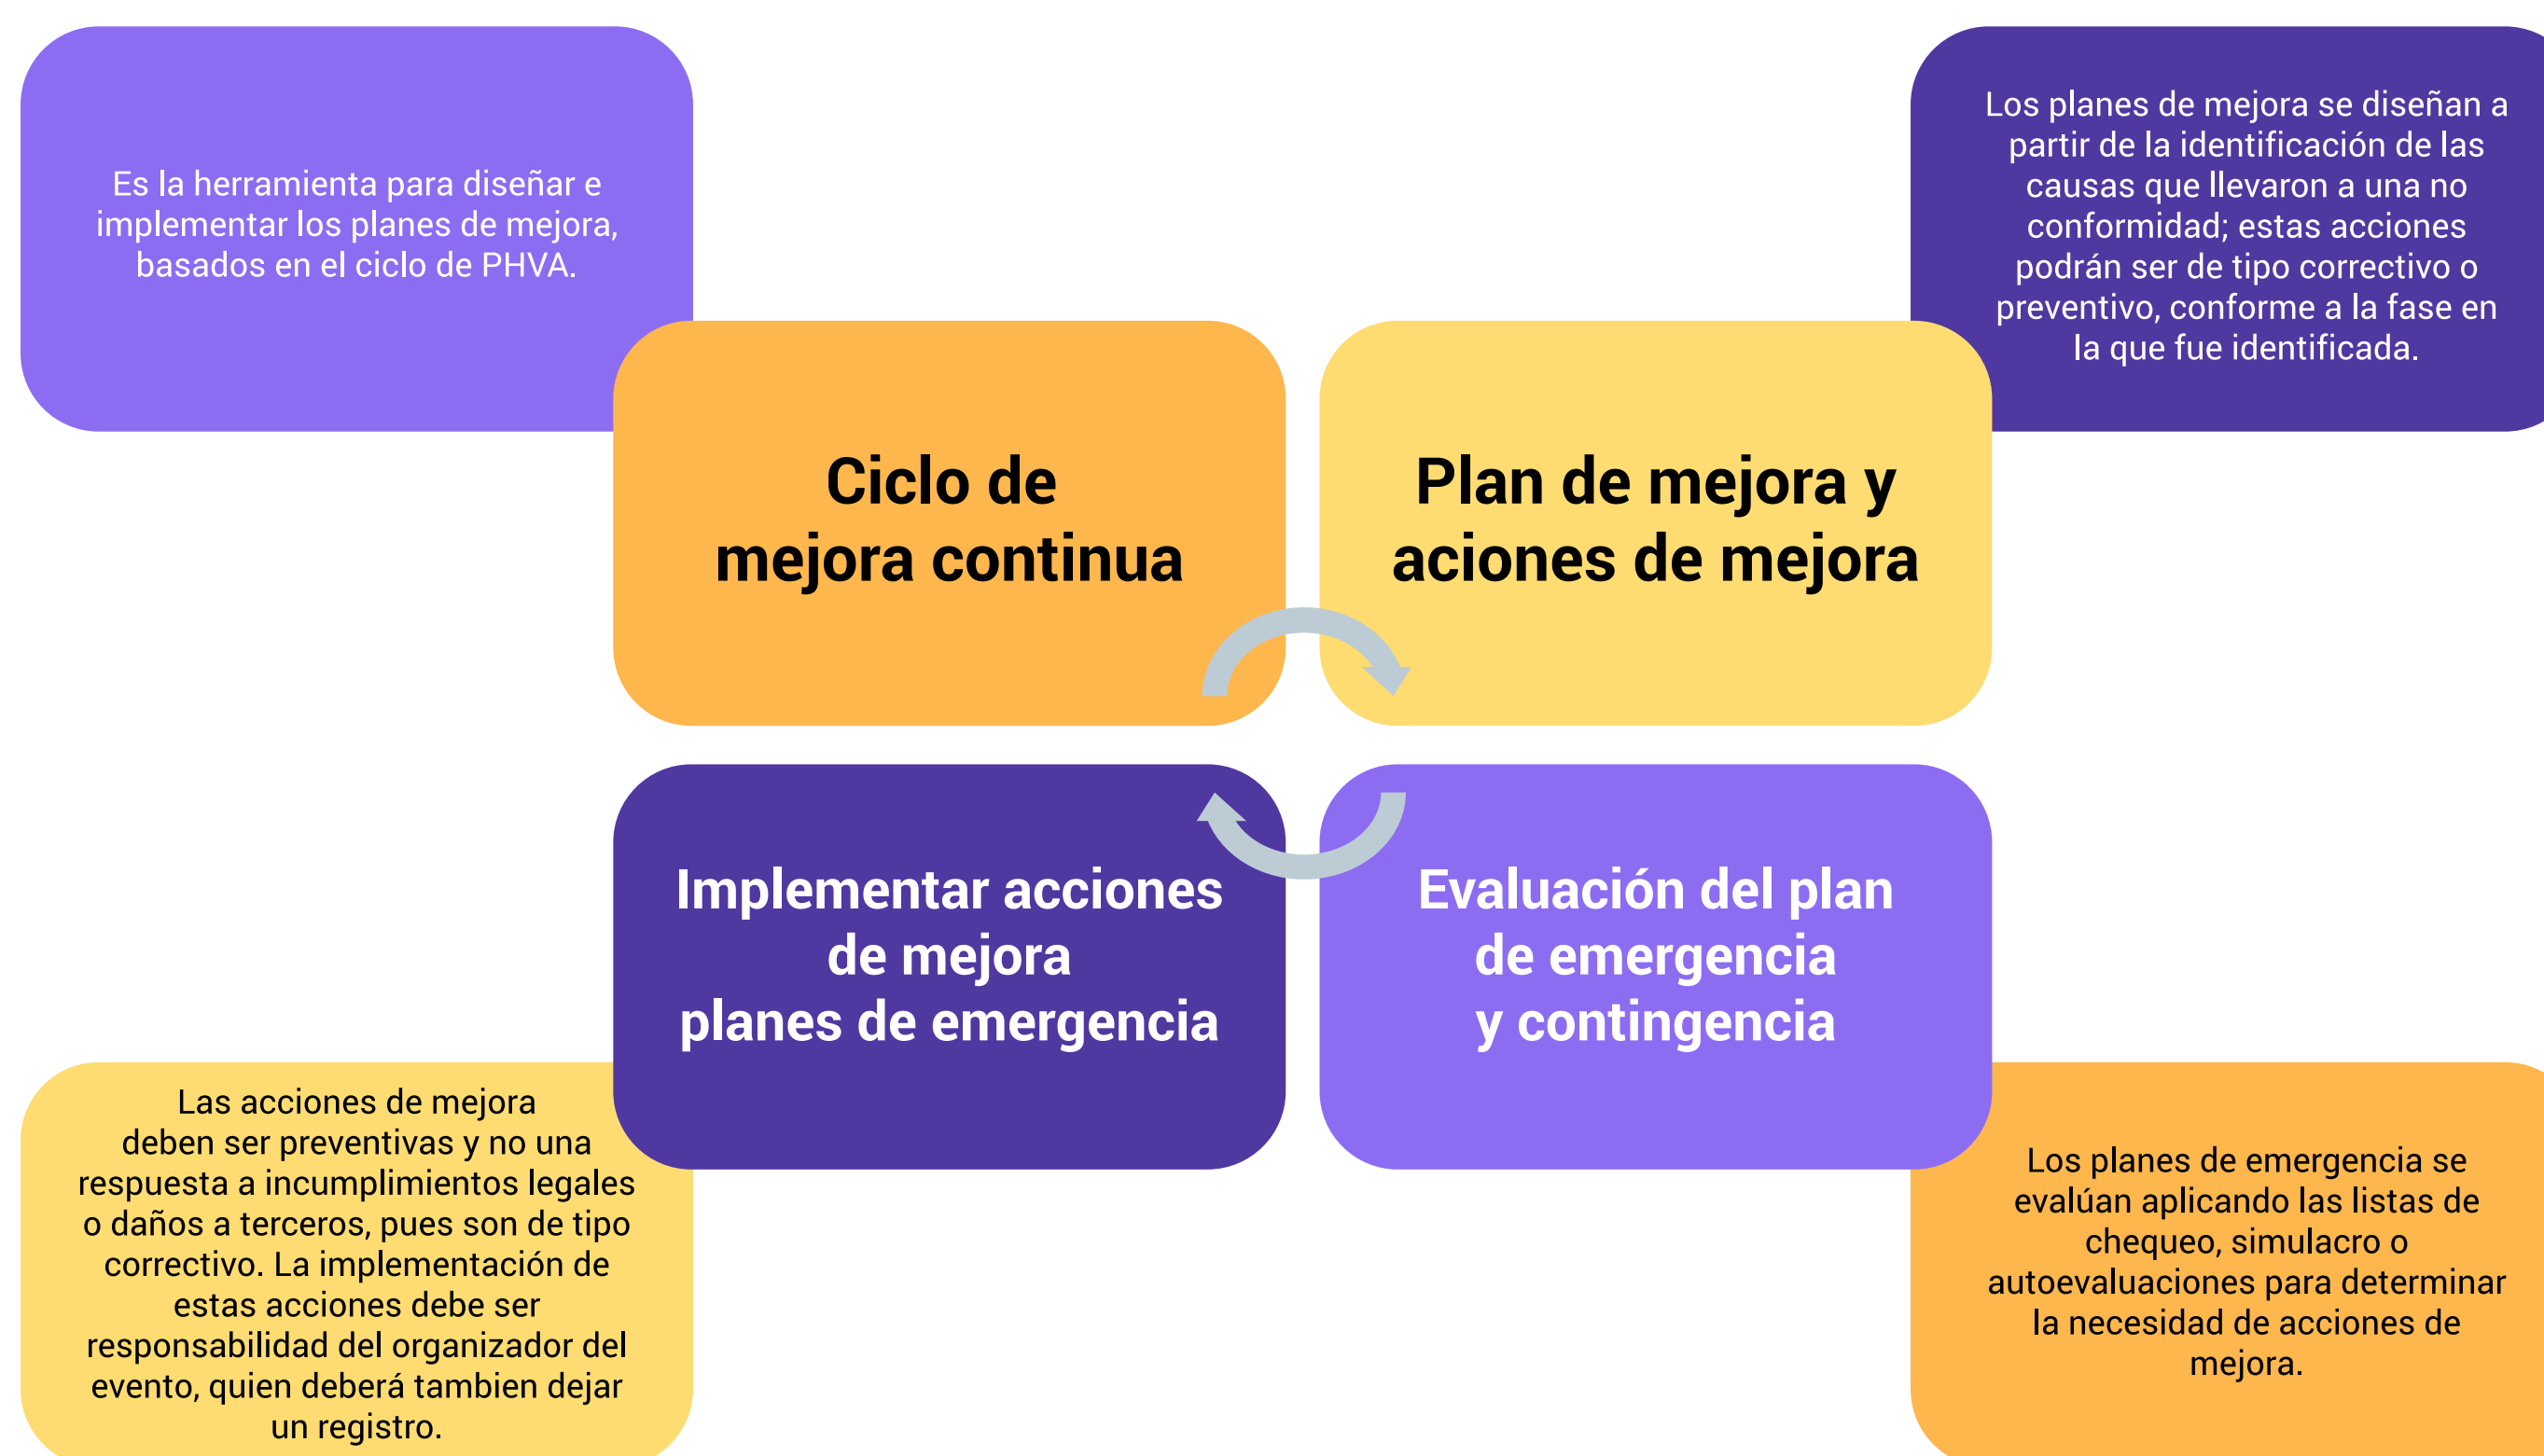 Es la herramienta para diseñar e
implementar los planes de mejora,
basados en el ciclo de PHVA.
Los planes de mejora se diseñan a
partir de la identificación de las
causas que llevaron a una no
conformidad; estas acciones
podrán ser de tipo correctivo o
preventivo, conforme a la fase en
la que fue identificada.
Ciclo de
mejora continua
Plan de mejora y
aciones de mejora
Implementar acciones
de mejora
planes de emergencia
Evaluación del plan
de emergencia
y contingencia
Las acciones de mejora
deben ser preventivas y no una
respuesta a incumplimientos legales
o daños a terceros, pues son de tipo
correctivo. La implementación de
estas acciones debe ser
responsabilidad del organizador del
evento, quien deberá tambien dejar
un registro.
Los planes de emergencia se
evalúan aplicando las listas de
chequeo, simulacro o
autoevaluaciones para determinar
la necesidad de acciones de
mejora.